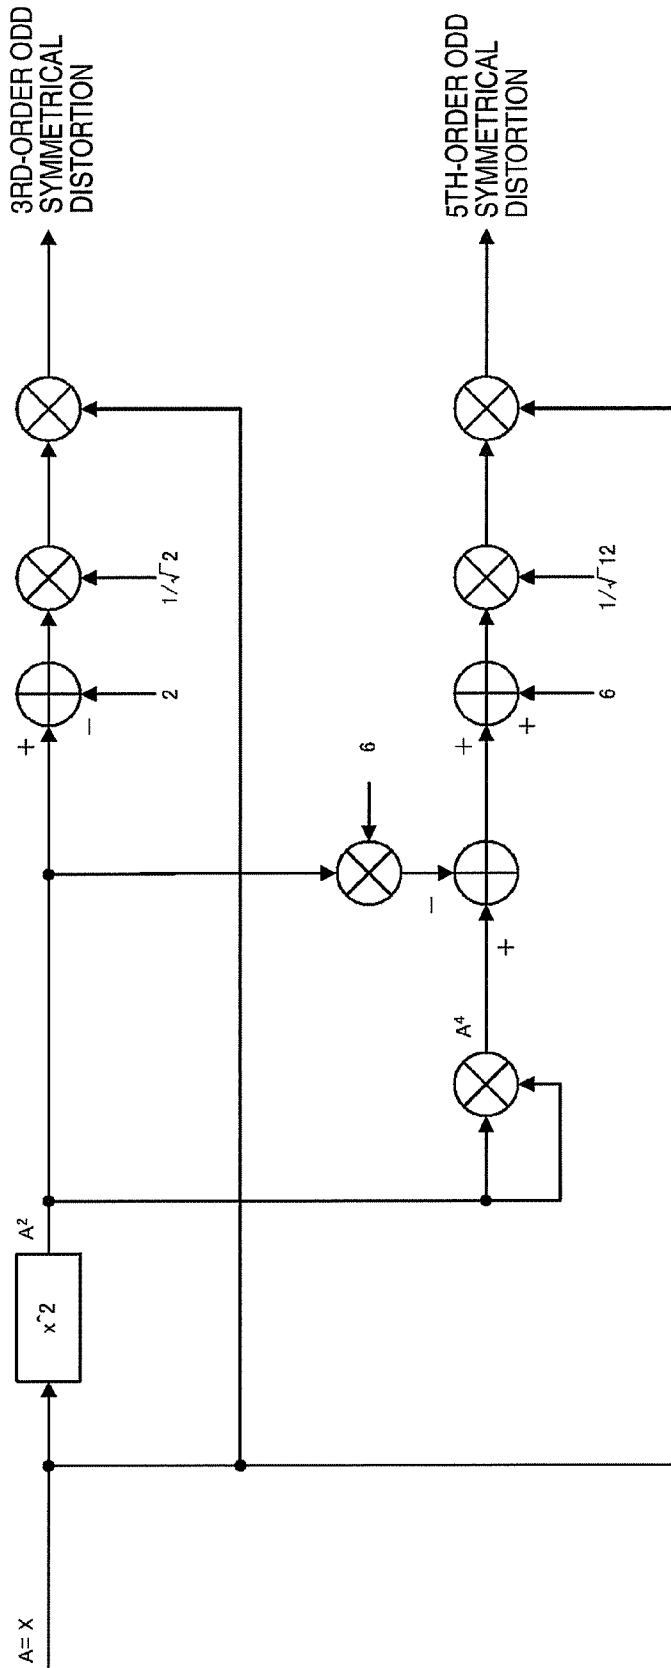 A= X
x^2
A²
+
−
2
1/√2
3RD-ORDER ODD
SYMMETRICAL
DISTORTION
6
−
A⁴
+
+
+
6
1/√12
5TH-ORDER ODD
SYMMETRICAL
DISTORTION